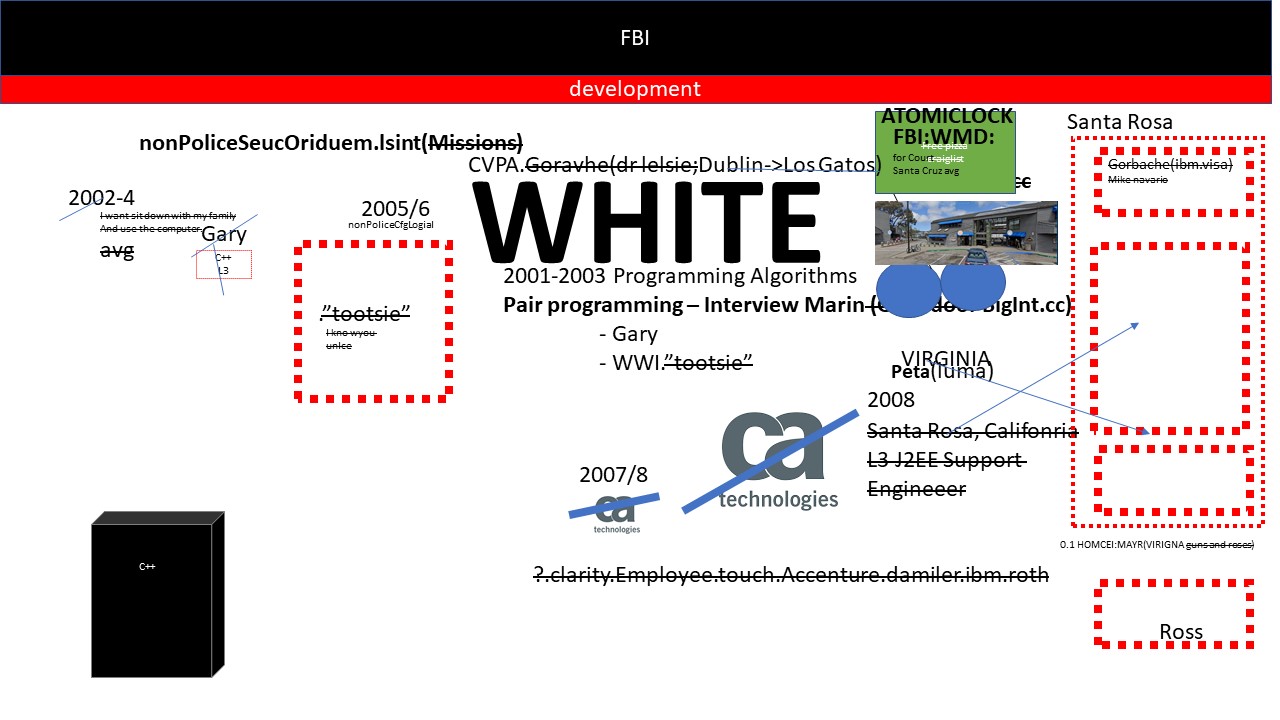 FBI
development
ATOMICLOCK
FBI:WMD:
Free pizza
for Cours
craiglist
Santa Cruz avg
Santa Rosa
nonPoliceSeucOriduem.lsint(Missions)
CVPA.Goravhe(dr lelsie;Dublin->Los Gatos)
cc
Gorbache(ibm.visa)
Mike navario
WHITE
2002-4
I want sit down with my family
And use the computer
avg
Gary
C++
L3
2005/6
nonPoliceCfgLogial
."tootsie"
I kno wyou
unlce
2001-2003 Programming Algorithms
Pair programming – Interview Marin BigInt.cc)
- Gary
- WWI."tootsie"
VIRGINIA
Peta(luma)
2008
Santa Rosa, Califonria
L3 J2EE Support
Engineeer
ca
technologies
2007/8
ca
technologies
0.1 HOMCEI:MAYR(VIRIGNA guns and roses)
?.clarity.Employee.touch.Accenture.damiler.ibm.roth
C++
Ross